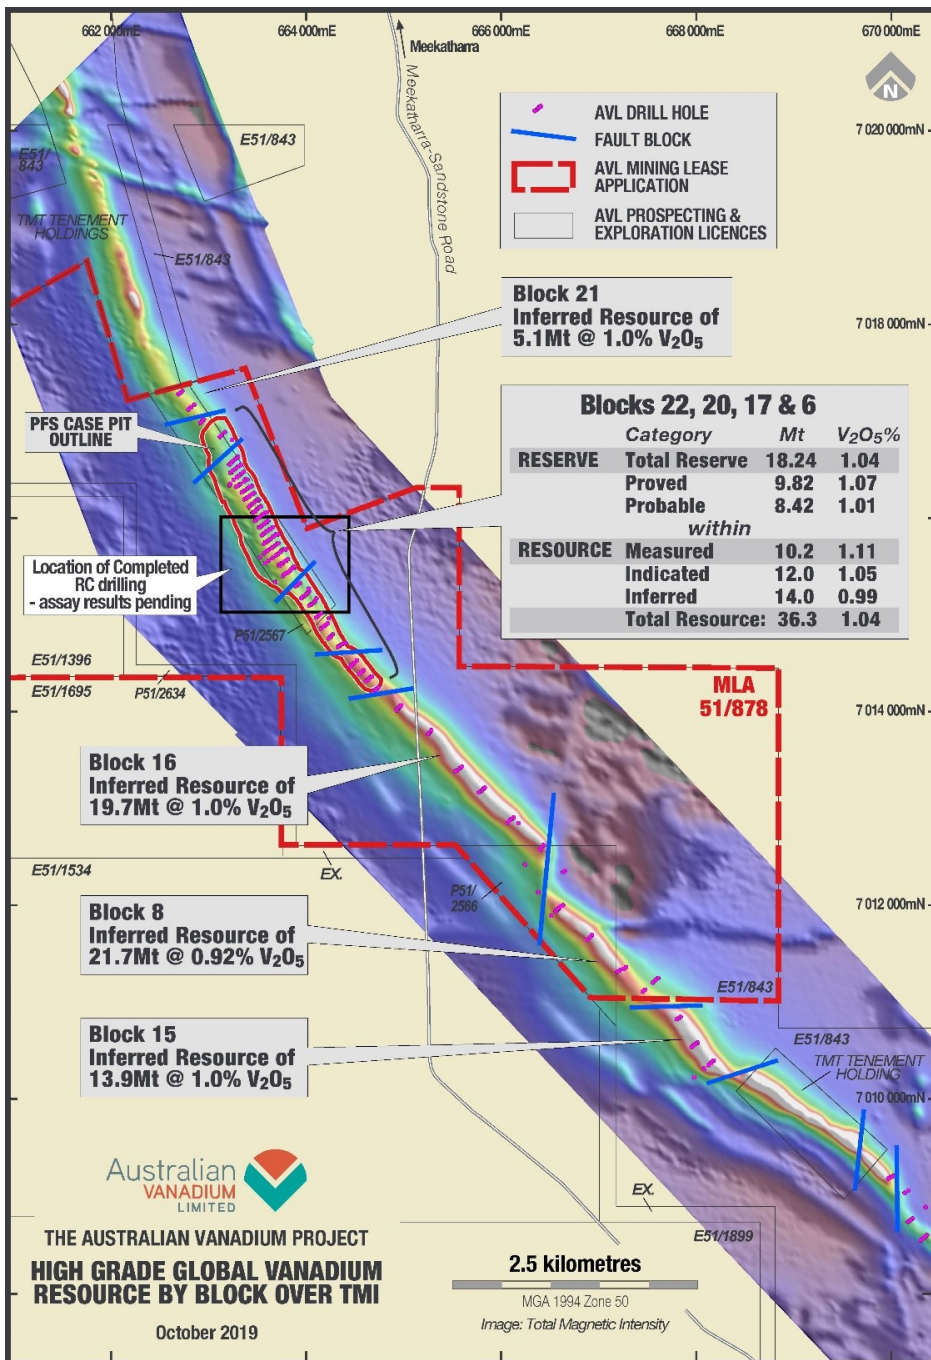 662 000mE
664 000mE
666 000mE
668 000mE
670 000mE
Meekatharra
Meekatharra-Sandstone Road
N
AVL DRILL HOLE
FAULT BLOCK
AVL MINING LEASE
APPLICATION
AVL PROSPECTING &
EXPLORATION LICENCES
7 020 000mN
E51/
843
E51/843
TMT TENEMENT
HOLDINGS
E51/843
Block 21
Inferred Resource of
5.1Mt @ 1.0% V2O5
7 018 000mN
PFS CASE PIT
OUTLINE
Blocks 22, 20, 17 & 6
Category Mt V2O5%
RESERVE Total Reserve 18.24 1.04
Proved 9.82 1.07
Probable 8.42 1.01
within
RESOURCE Measured 10.2 1.11
Indicated 12.0 1.05
Inferred 14.0 0.99
Total Resource: 36.3 1.04
Location of Completed
RC drilling
- assay results pending
P51/2567
E51/1396
E51/1695
P51/2634
MLA
51/878
7 014 000mN
Block 16
Inferred Resource of
19.7Mt @ 1.0% V2O5
E51/1534
EX.
P51/
2566
7 012 000mN
Block 8
Inferred Resource of
21.7Mt @ 0.92% V2O5
E51/843
Block 15
Inferred Resource of
13.9Mt @ 1.0% V2O5
E51/843
TMT TENEMENT
HOLDING
7 010 000mN
Australian
VANADIUM
LIMITED
EX.
E51/1899
THE AUSTRALIAN VANADIUM PROJECT
HIGH GRADE GLOBAL VANADIUM
RESOURCE BY BLOCK OVER TMI
October 2019
2.5 kilometres
MGA 1994 Zone 50
Image: Total Magnetic Intensity